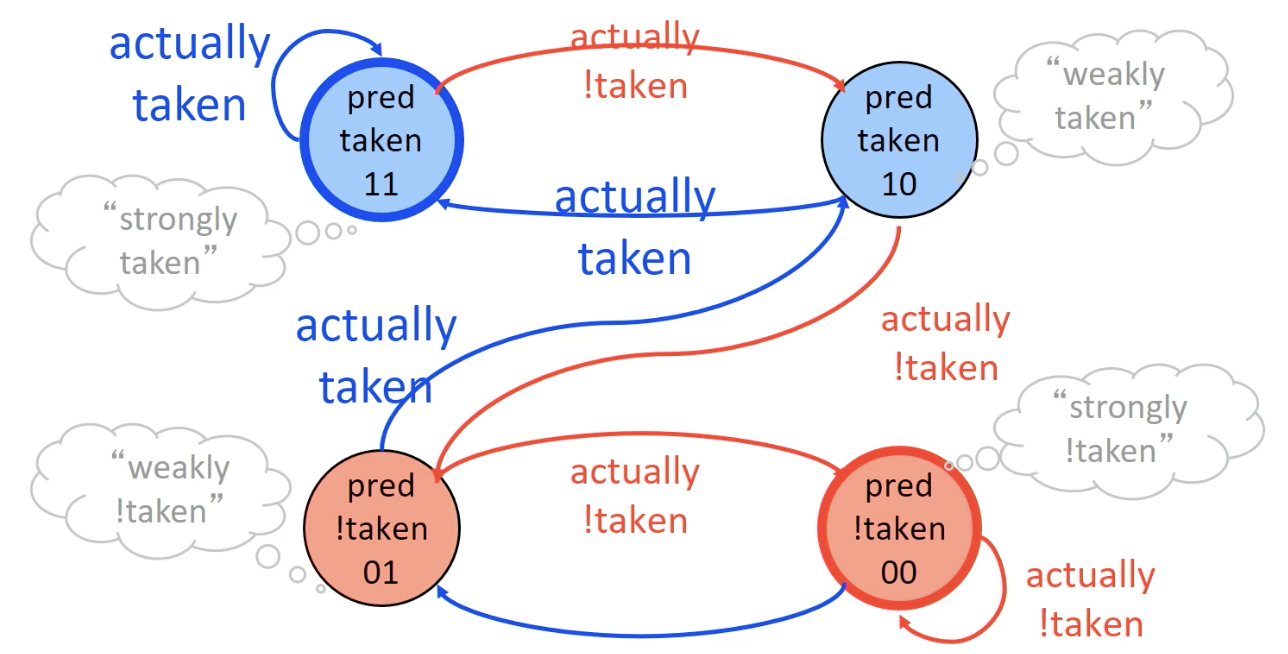 actually
taken
actually
!taken
pred
taken
11
pred
taken
10
“weakly
taken”
“strongly
taken”
actually
taken
actually
taken
actually
!taken
“weakly
!taken”
pred
!taken
01
actually
!taken
pred
!taken
00
“strongly
!taken”
actually
!taken